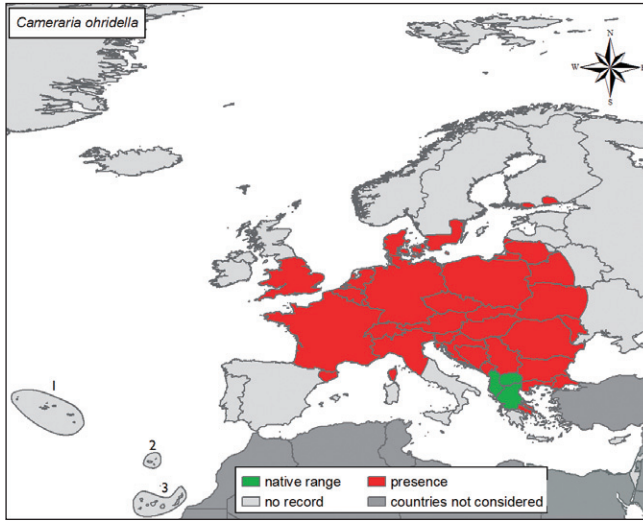 Cameraria ohridella
N
W E
S
1
2
3
native range
presence
no record
countries not considered